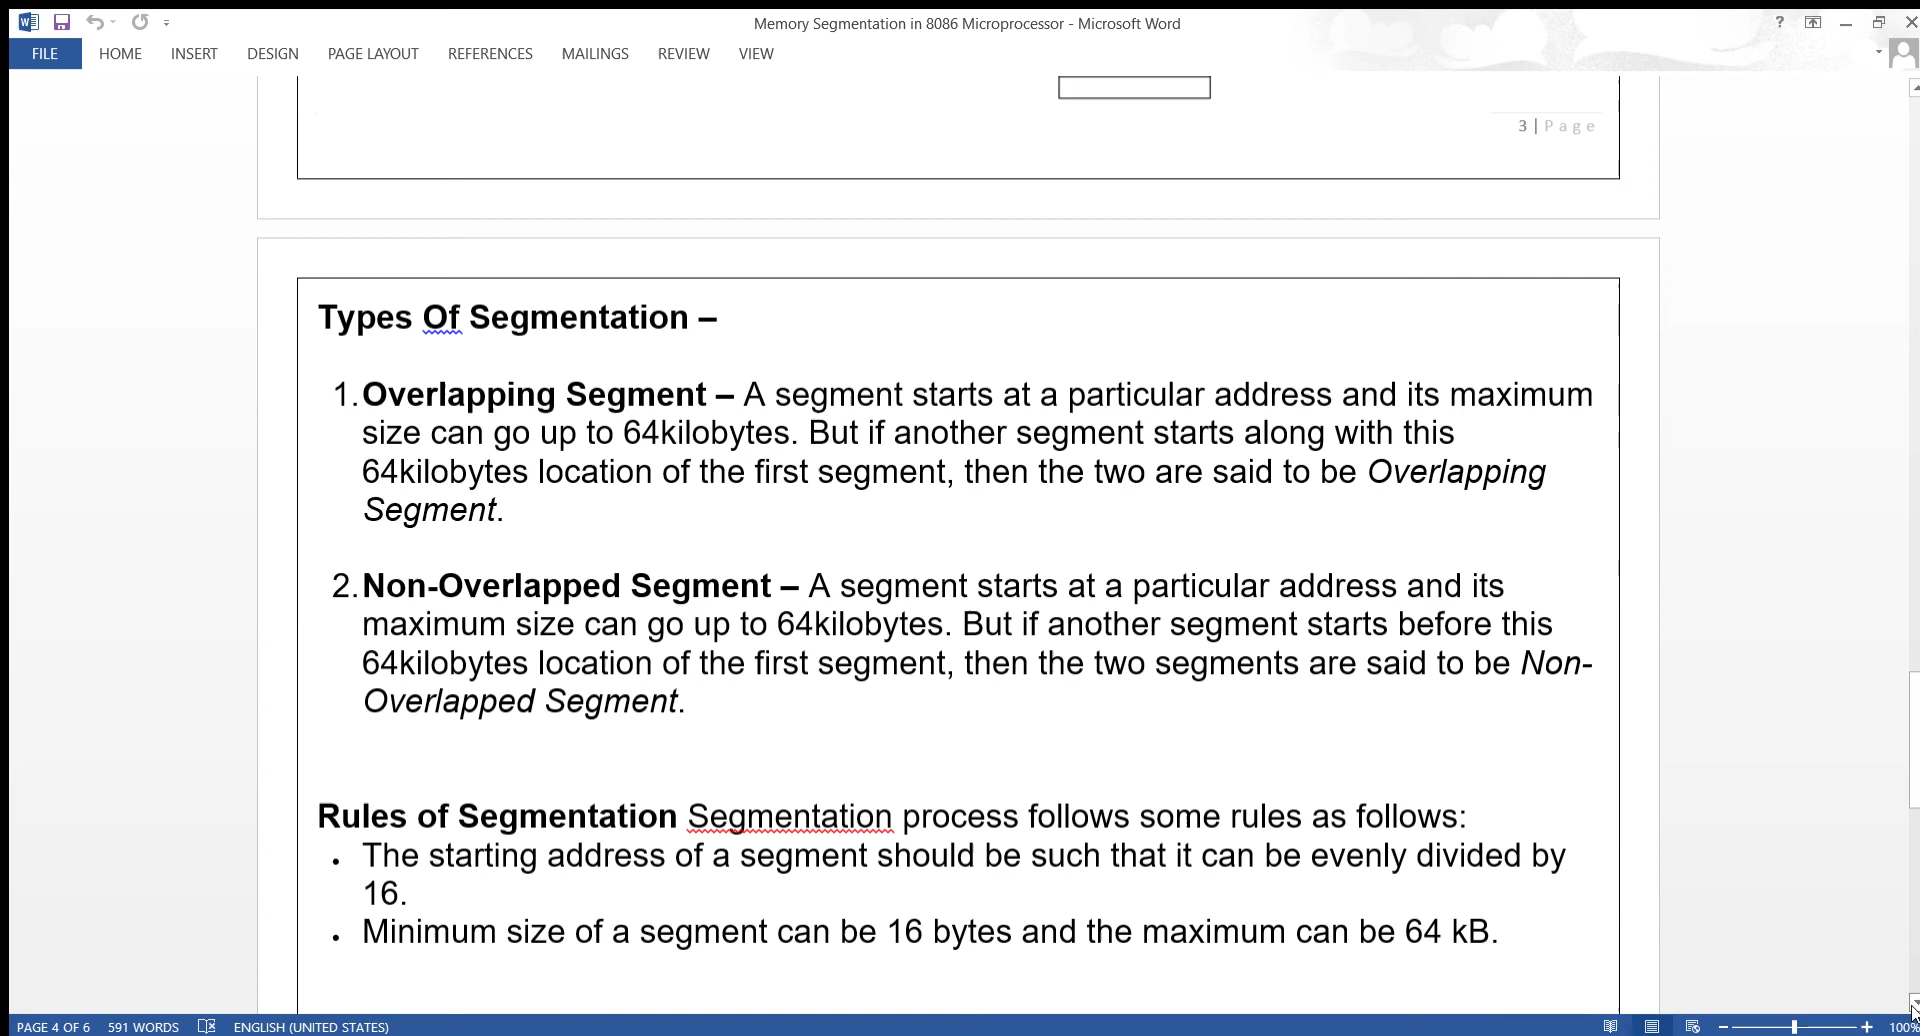 Memory Segmentation in 8086 Microprocessor - Microsoft Word
?
FILE HOME INSERT DESIGN PAGE LAYOUT REFERENCES MAILINGS REVIEW VIEW
3 | Page
Types Of Segmentation –
1. Overlapping Segment – A segment starts at a particular address and its maximum
size can go up to 64kilobytes. But if another segment starts along with this
64kilobytes location of the first segment, then the two are said to be Overlapping
Segment.
2. Non-Overlapped Segment – A segment starts at a particular address and its
maximum size can go up to 64kilobytes. But if another segment starts before this
64kilobytes location of the first segment, then the two segments are said to be Non-
Overlapped Segment.
Rules of Segmentation Segmentation process follows some rules as follows:
• The starting address of a segment should be such that it can be evenly divided by
16.
• Minimum size of a segment can be 16 bytes and the maximum can be 64 kB.
PAGE 4 OF 6 591 WORDS ENGLISH (UNITED STATES) 100%